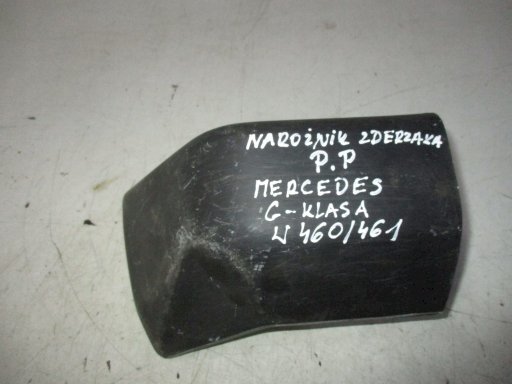 NAROŻNIK ZDERZAKA
P.P
MERCEDES
G-KLASA
W 460/461